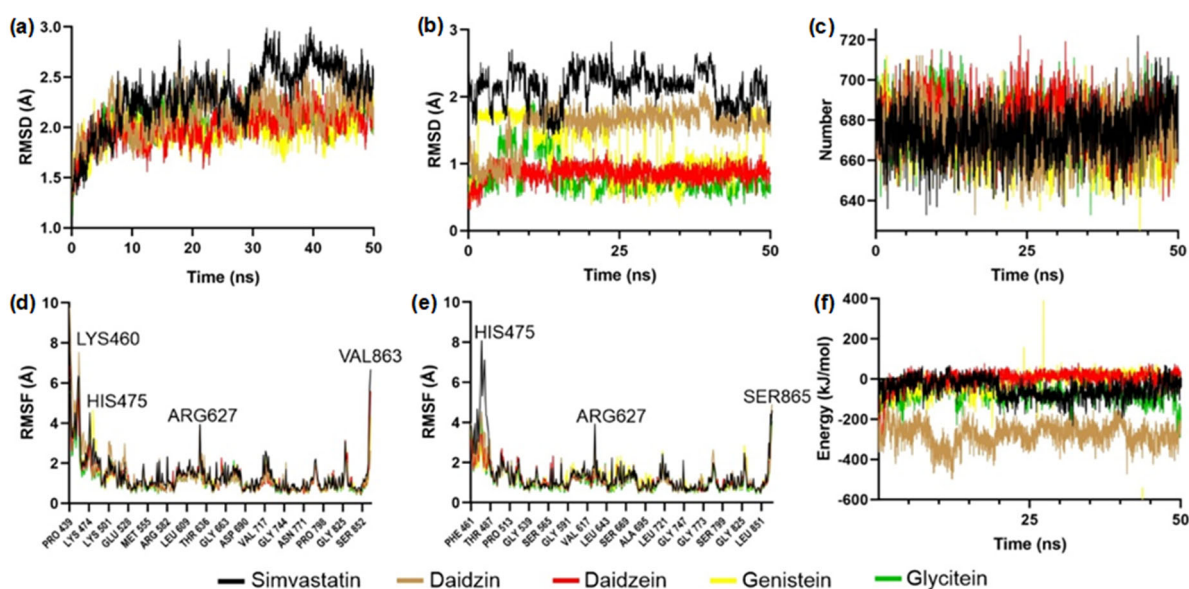 (a)
RMSD (Å)
3.0
2.5
2.0
1.5
1.0
0 10 20 30 40 50
Time (ns)
(b)
RMSD (Å)
3
2
1
0
0 25 50
Time (ns)
(c)
Number
720
700
680
660
640
0 25 50
Time (ns)
(d)
RMSF (Å)
10
8
6
4
2
0
LYS460
HIS475
ARG627
VAL863
PRO 439 LYS 474 LYS 501 GLU 528 MET 555 ARG 582 LEU 609 THR 636 GLY 663 ASP 690 VAL 717 GLY 744 ASN 771 PRO 798 GLY 825 SER 852
(e)
RMSF (Å)
10
8
6
4
2
0
HIS475
ARG627
SER865
PHE 461 THR 487 PRO 513 GLY 539 SER 565 GLY 591 VAL 617 LEU 643 SER 669 ALA 695 LEU 721 GLY 747 GLY 773 SER 799 GLY 825 LEU 851
(f)
Energy (kJ/mol)
400
200
0
-200
-400
-600
25 50
Time (ns)
Simvastatin Daidzin Daidzein Genistein Glycitein